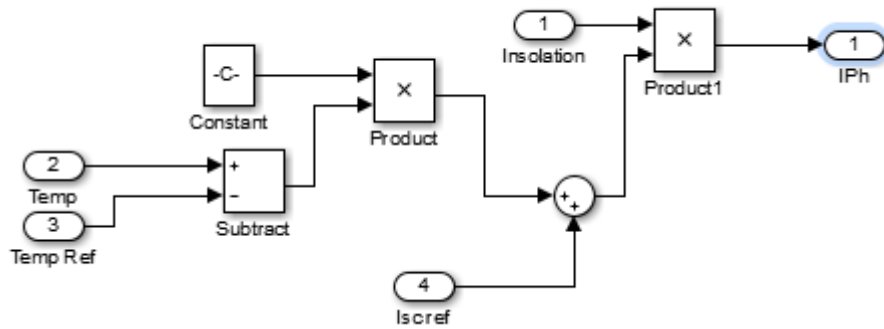 1
Insolation
×
Product1
1
IPh
-C-
Constant
×
Product
2
Temp
+
−
Subtract
3
Temp Ref
+
+
4
Iscref